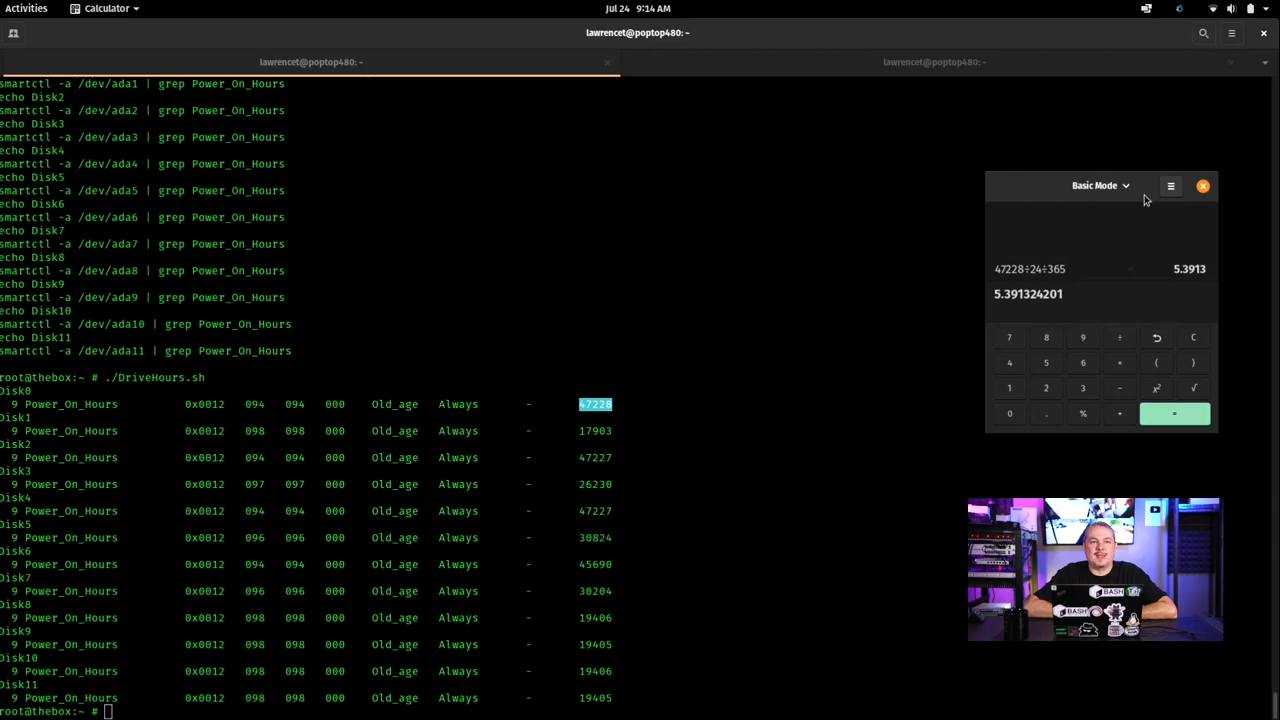 Activities Calculator Jul 24 9:14 AM
lawrencet@poptop480: ~
lawrencet@poptop480: ~ lawrencet@poptop480: ~
smartctl -a /dev/ada1 | grep Power_On_Hours
echo Disk2
smartctl -a /dev/ada2 | grep Power_On_Hours
echo Disk3
smartctl -a /dev/ada3 | grep Power_On_Hours
echo Disk4
smartctl -a /dev/ada4 | grep Power_On_Hours
echo Disk5
smartctl -a /dev/ada5 | grep Power_On_Hours
echo Disk6
smartctl -a /dev/ada6 | grep Power_On_Hours
echo Disk7
smartctl -a /dev/ada7 | grep Power_On_Hours
echo Disk8
smartctl -a /dev/ada8 | grep Power_On_Hours
echo Disk9
smartctl -a /dev/ada9 | grep Power_On_Hours
echo Disk10
smartctl -a /dev/ada10 | grep Power_On_Hours
echo Disk11
smartctl -a /dev/ada11 | grep Power_On_Hours
root@thebox:~ # ./DriveHours.sh
Disk0
9 Power_On_Hours 0x0012 094 094 000 Old_age Always - 47228
Disk1
9 Power_On_Hours 0x0012 098 098 000 Old_age Always - 17903
Disk2
9 Power_On_Hours 0x0012 094 094 000 Old_age Always - 47227
Disk3
9 Power_On_Hours 0x0012 097 097 000 Old_age Always - 26230
Disk4
9 Power_On_Hours 0x0012 094 094 000 Old_age Always - 47227
Disk5
9 Power_On_Hours 0x0012 096 096 000 Old_age Always - 30824
Disk6
9 Power_On_Hours 0x0012 094 094 000 Old_age Always - 45690
Disk7
9 Power_On_Hours 0x0012 096 096 000 Old_age Always - 30204
Disk8
9 Power_On_Hours 0x0012 098 098 000 Old_age Always - 19406
Disk9
9 Power_On_Hours 0x0012 098 098 000 Old_age Always - 19405
Disk10
9 Power_On_Hours 0x0012 098 098 000 Old_age Always - 19406
Disk11
9 Power_On_Hours 0x0012 098 098 000 Old_age Always - 19405
root@thebox:~ #
Basic Mode
47228÷24÷365 5.3913
5.391324201
7 8 9 ÷ C
4 5 6 × ( )
1 2 3 − x² √
0 . % + =
BASH
BASH